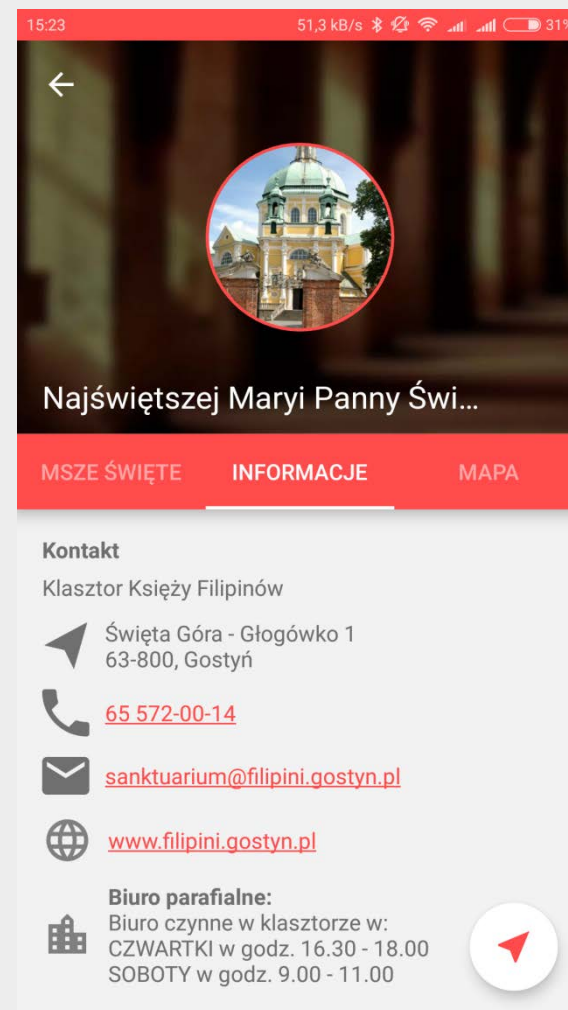 15:23 51,3 kB/s 31%
Najświętszej Maryi Panny Świ...
MSZE ŚWIĘTE INFORMACJE MAPA
Kontakt
Klasztor Księży Filipinów
Święta Góra - Głogówko 1
63-800, Gostyń
65 572-00-14
sanktuarium@filipini.gostyn.pl
www.filipini.gostyn.pl
Biuro parafialne:
Biuro czynne w klasztorze w:
CZWARTKI w godz. 16.30 - 18.00
SOBOTY w godz. 9.00 - 11.00